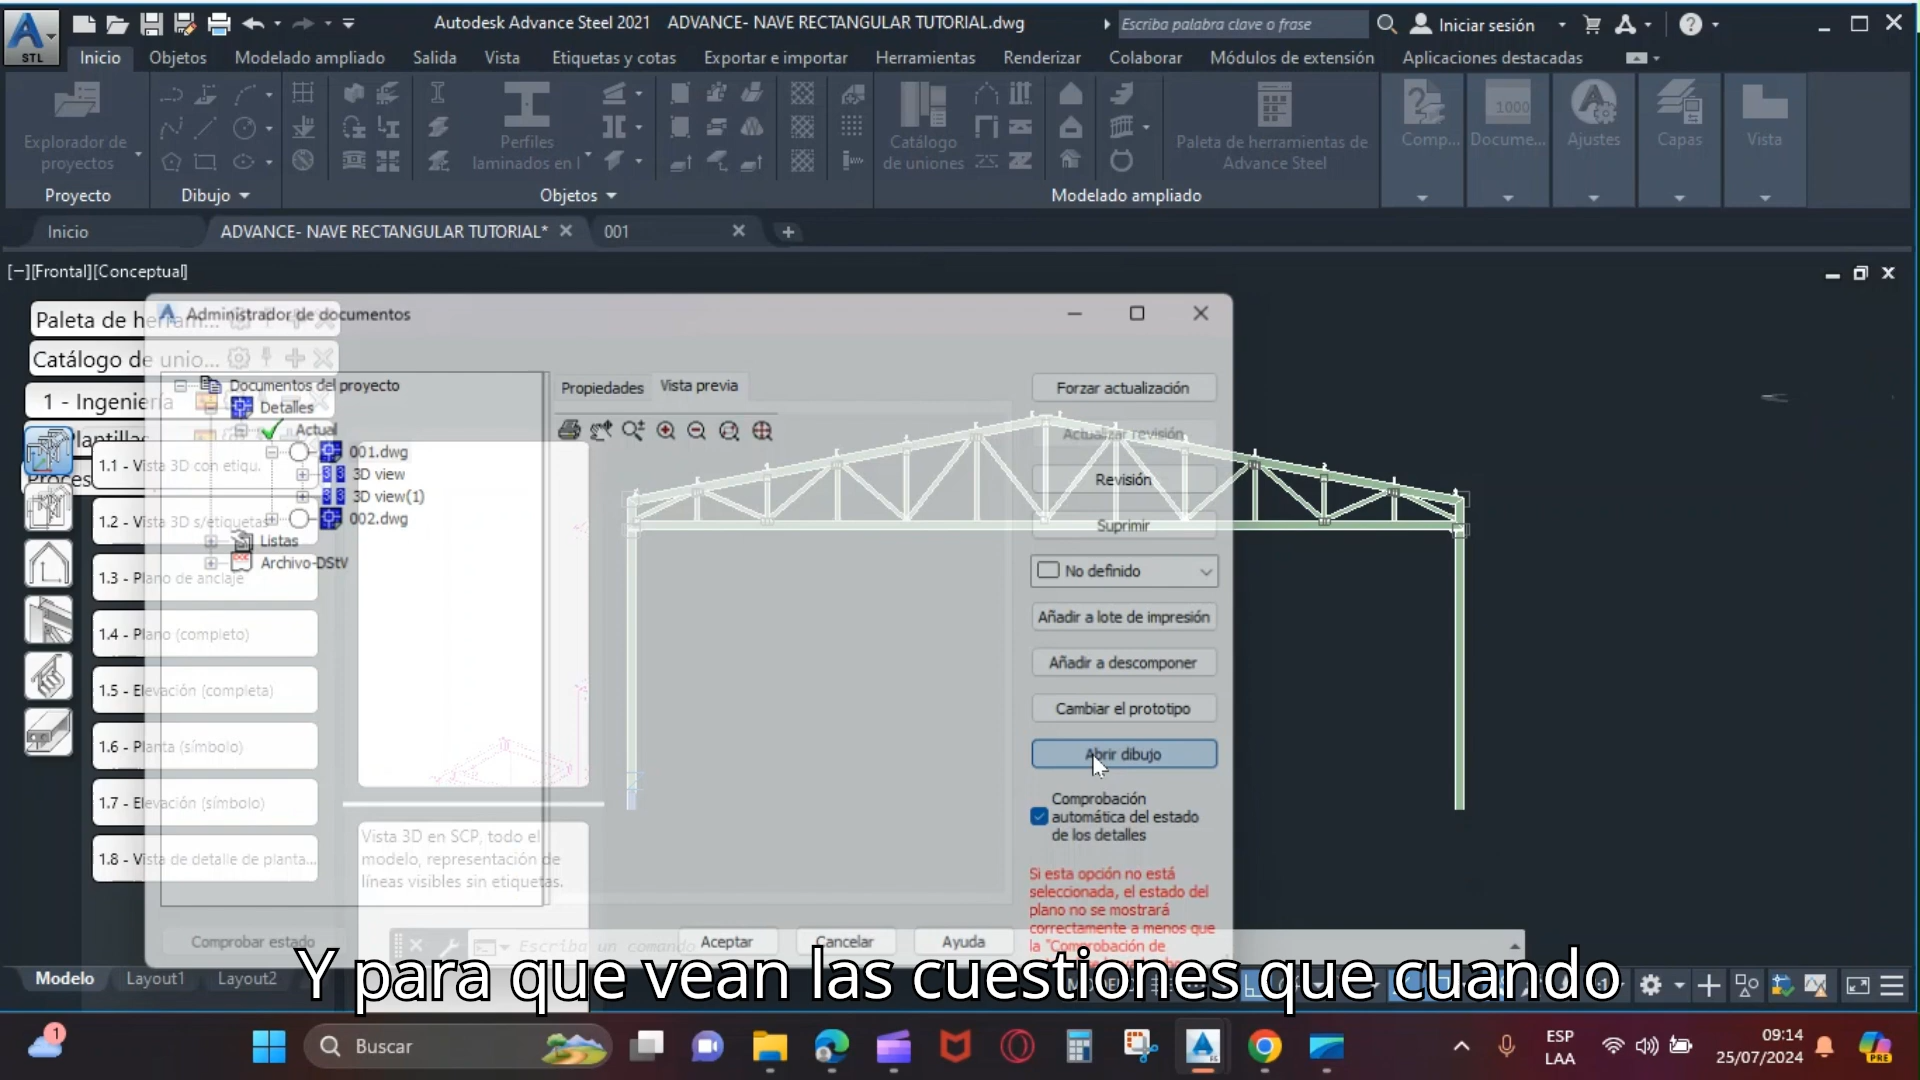 Autodesk Advance Steel 2021 ADVANCE- NAVE RECTANGULAR TUTORIAL.dwg
Escriba palabra clave o frase
Iniciar sesión
STL
Inicio Objetos Modelado ampliado Salida Vista Etiquetas y cotas Exportar e importar Herramientas Renderizar Colaborar Módulos de extensión Aplicaciones destacadas
Explorador de
proyectos
Perfiles
laminados en I
Catálogo
de uniones
Paleta de herramientas de
Advance Steel
Comp...
1000
Docume...
Ajustes
Capas
Vista
Proyecto Dibujo Objetos Modelado ampliado
Inicio ADVANCE- NAVE RECTANGULAR TUTORIAL* 001
[−][Frontal][Conceptual]
Paleta de herram...
Catálogo de unio...
1 - Ingeniería
Plantillas
Proces
1.1 - Vista 3D con etiqu.
1.2 - Vista 3D s/etiquetas
1.3 - Plano de anclaje
1.4 - Plano (completo)
1.5 - Elevación (completa)
1.6 - Planta (símbolo)
1.7 - Elevación (símbolo)
1.8 - Vista de detalle de planta...
Administrador de documentos
Documentos del proyecto
Detalles
Actual
001.dwg
3D view
3D view(1)
002.dwg
Listas
Archivo-DStV
Propiedades Vista previa
Vista 3D en SCP, todo el
modelo, representación de
líneas visibles sin etiquetas.
Forzar actualización
Actualizar revisión
Revisión
Suprimir
No definido
Añadir a lote de impresión
Añadir a descomponer
Cambiar el prototipo
Abrir dibujo
Comprobación
automática del estado
de los detalles
Si esta opción no está
seleccionada, el estado del
plano no se mostrará
correctamente a menos que
la "Comprobación de
Comprobar estado
Escriba un comando
Aceptar Cancelar Ayuda
Y para que vean las cuestiones que cuando
Modelo Layout1 Layout2
1
Buscar
ESP
LAA
09:14
25/07/2024
PRE